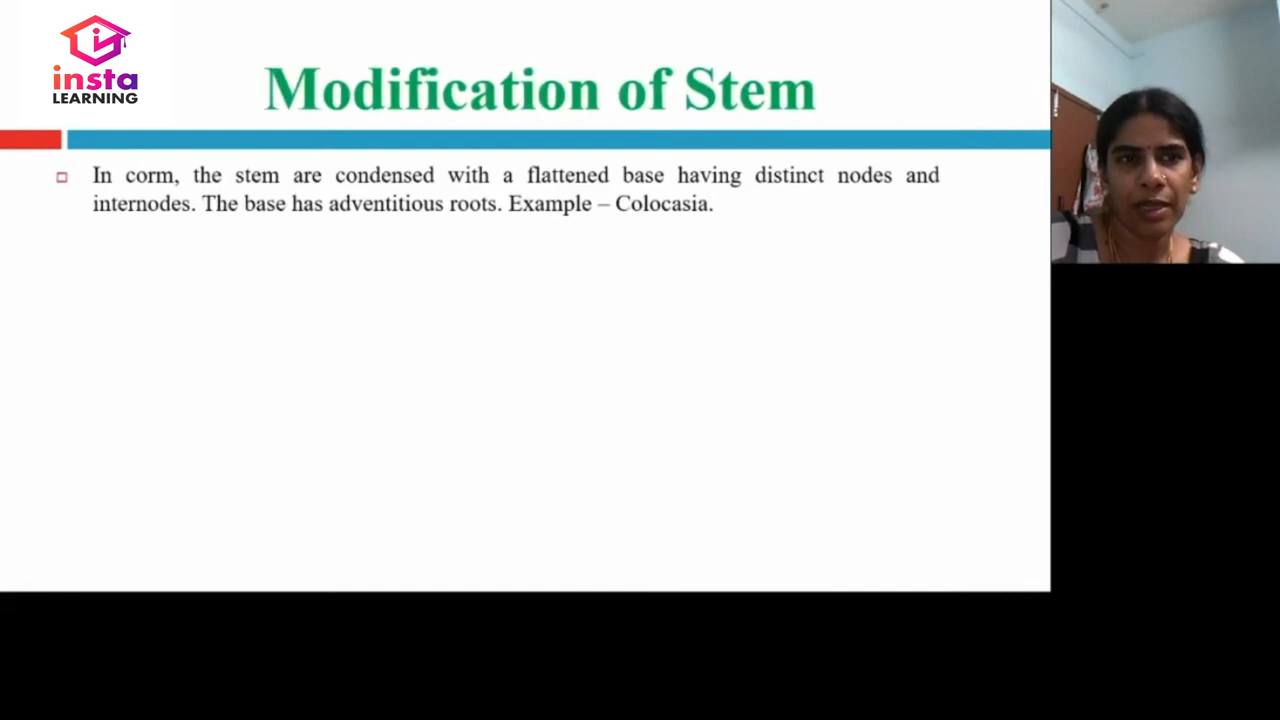 insta
LEARNING
Modification of Stem
In corm, the stem are condensed with a flattened base having distinct nodes and
internodes. The base has adventitious roots. Example – Colocasia.